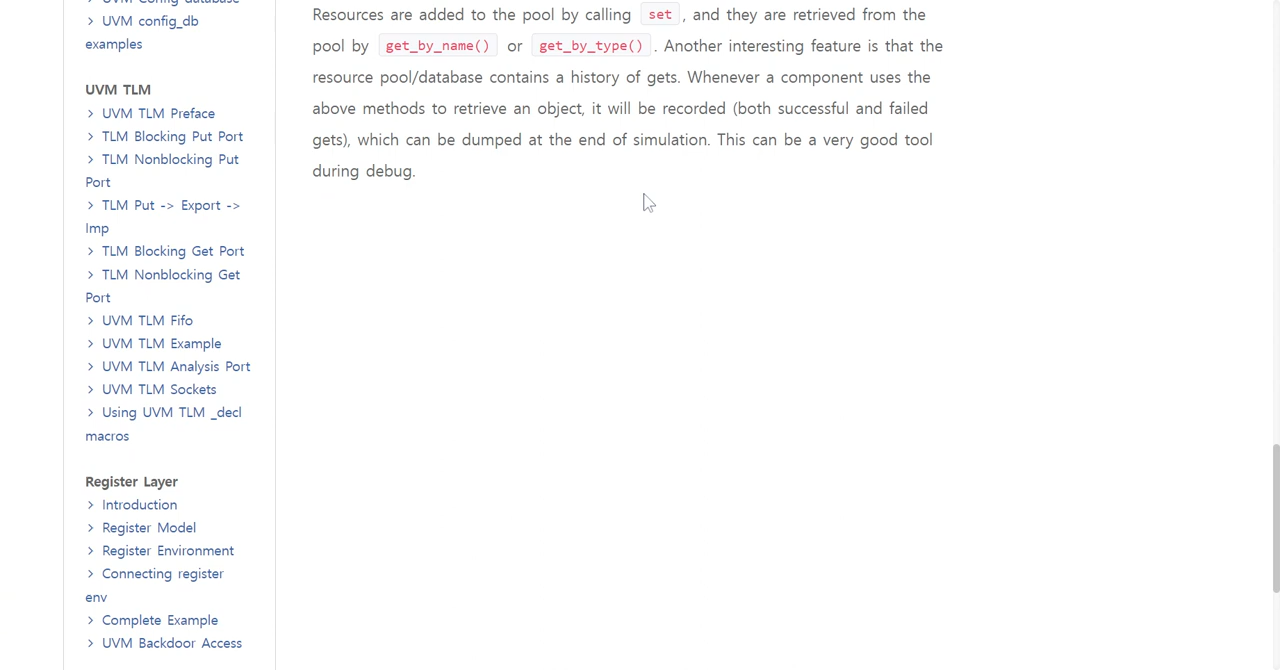 UVM Config database
> UVM config_db
examples
UVM TLM
> UVM TLM Preface
> TLM Blocking Put Port
> TLM Nonblocking Put
Port
> TLM Put -> Export ->
Imp
> TLM Blocking Get Port
> TLM Nonblocking Get
Port
> UVM TLM Fifo
> UVM TLM Example
> UVM TLM Analysis Port
> UVM TLM Sockets
> Using UVM TLM _decl
macros
Register Layer
> Introduction
> Register Model
> Register Environment
> Connecting register
env
> Complete Example
> UVM Backdoor Access
Resources are added to the pool by calling set, and they are retrieved from the
pool by get_by_name() or get_by_type(). Another interesting feature is that the
resource pool/database contains a history of gets. Whenever a component uses the
above methods to retrieve an object, it will be recorded (both successful and failed
gets), which can be dumped at the end of simulation. This can be a very good tool
during debug.